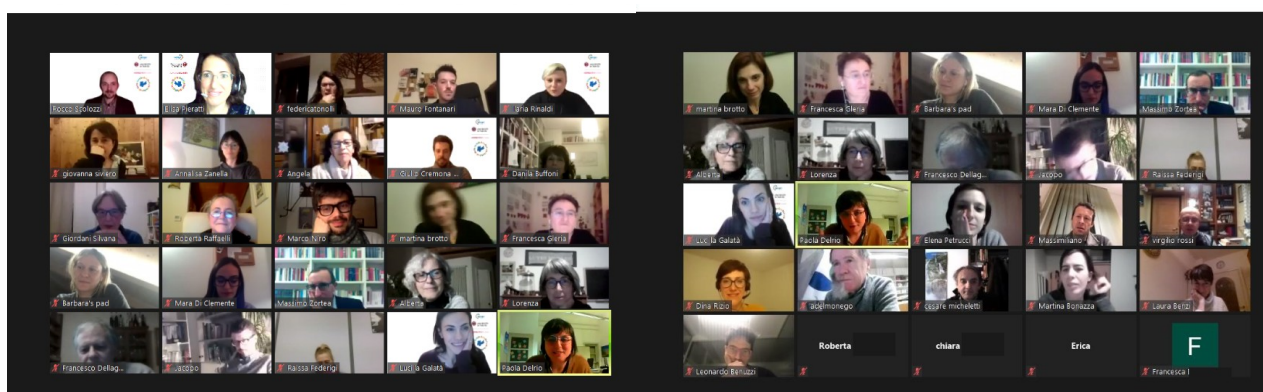 Rocco Scolozzi
Elisa Pieratti
federicatonolli
Mauro Fontanari
Ilaria Rinaldi
giovanna siviero
Annalisa Zanella
Angela
Giulio Cremona ...
Danila Buffoni
Giordani Silvana
Roberta Raffaelli
Marco Niro
martina brotto
Francesca Gleria
Barbara's pad
Mara Di Clemente
Massimo Zortea
Alberta
Lorenza
Francesco Dellag...
Jacopo
Raissa Federigi
Lucilla Galatà
Paola Delrio
martina brotto
Francesca Gleria
Barbara's pad
Mara Di Clemente
Massimo Zortea
Alberta
Lorenza
Francesco Dellag...
Jacopo
Raissa Federigi
Lucilla Galatà
Paola Delrio
Elena Petrucci
Massimiliano
virgilio rossi
Dina Rizio
adelmonego
cesare micheletti
Martina Bonazza
Laura Benzi
Leonardo Benuzzi
Roberta
chiara
Erica
F
Francesca